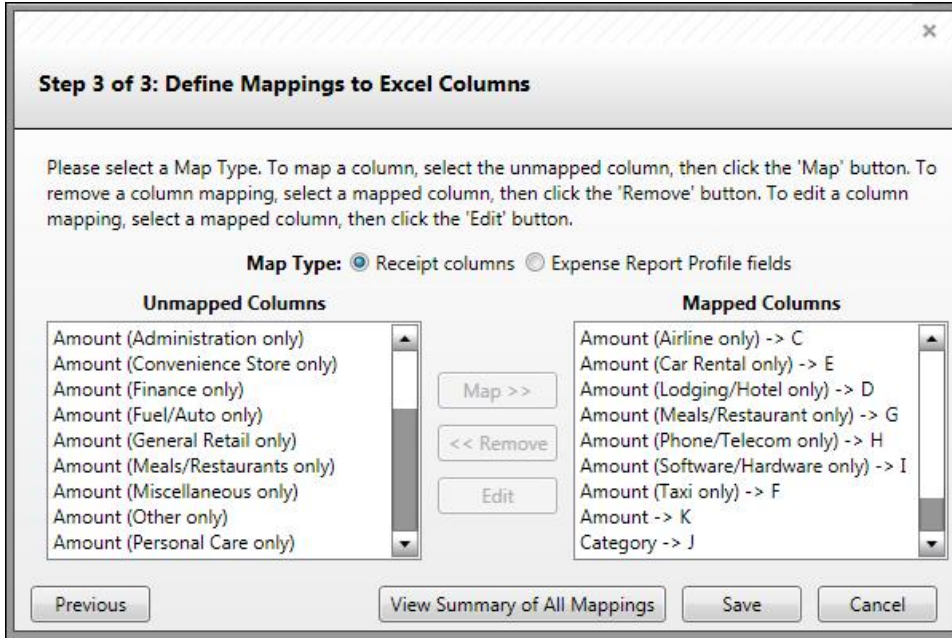 Step 3 of 3: Define Mappings to Excel Columns
Please select a Map Type. To map a column, select the unmapped column, then click the 'Map' button. To
remove a column mapping, select a mapped column, then click the 'Remove' button. To edit a column
mapping, select a mapped column, then click the 'Edit' button.
Map Type: Receipt columns Expense Report Profile fields
Unmapped Columns
Amount (Administration only)
Amount (Convenience Store only)
Amount (Finance only)
Amount (Fuel/Auto only)
Amount (General Retail only)
Amount (Meals/Restaurants only)
Amount (Miscellaneous only)
Amount (Other only)
Amount (Personal Care only)
Map >>
<< Remove
Edit
Mapped Columns
Amount (Airline only) -> C
Amount (Car Rental only) -> E
Amount (Lodging/Hotel only) -> D
Amount (Meals/Restaurant only) -> G
Amount (Phone/Telecom only) -> H
Amount (Software/Hardware only) -> I
Amount (Taxi only) -> F
Amount -> K
Category -> J
Previous
View Summary of All Mappings
Save
Cancel